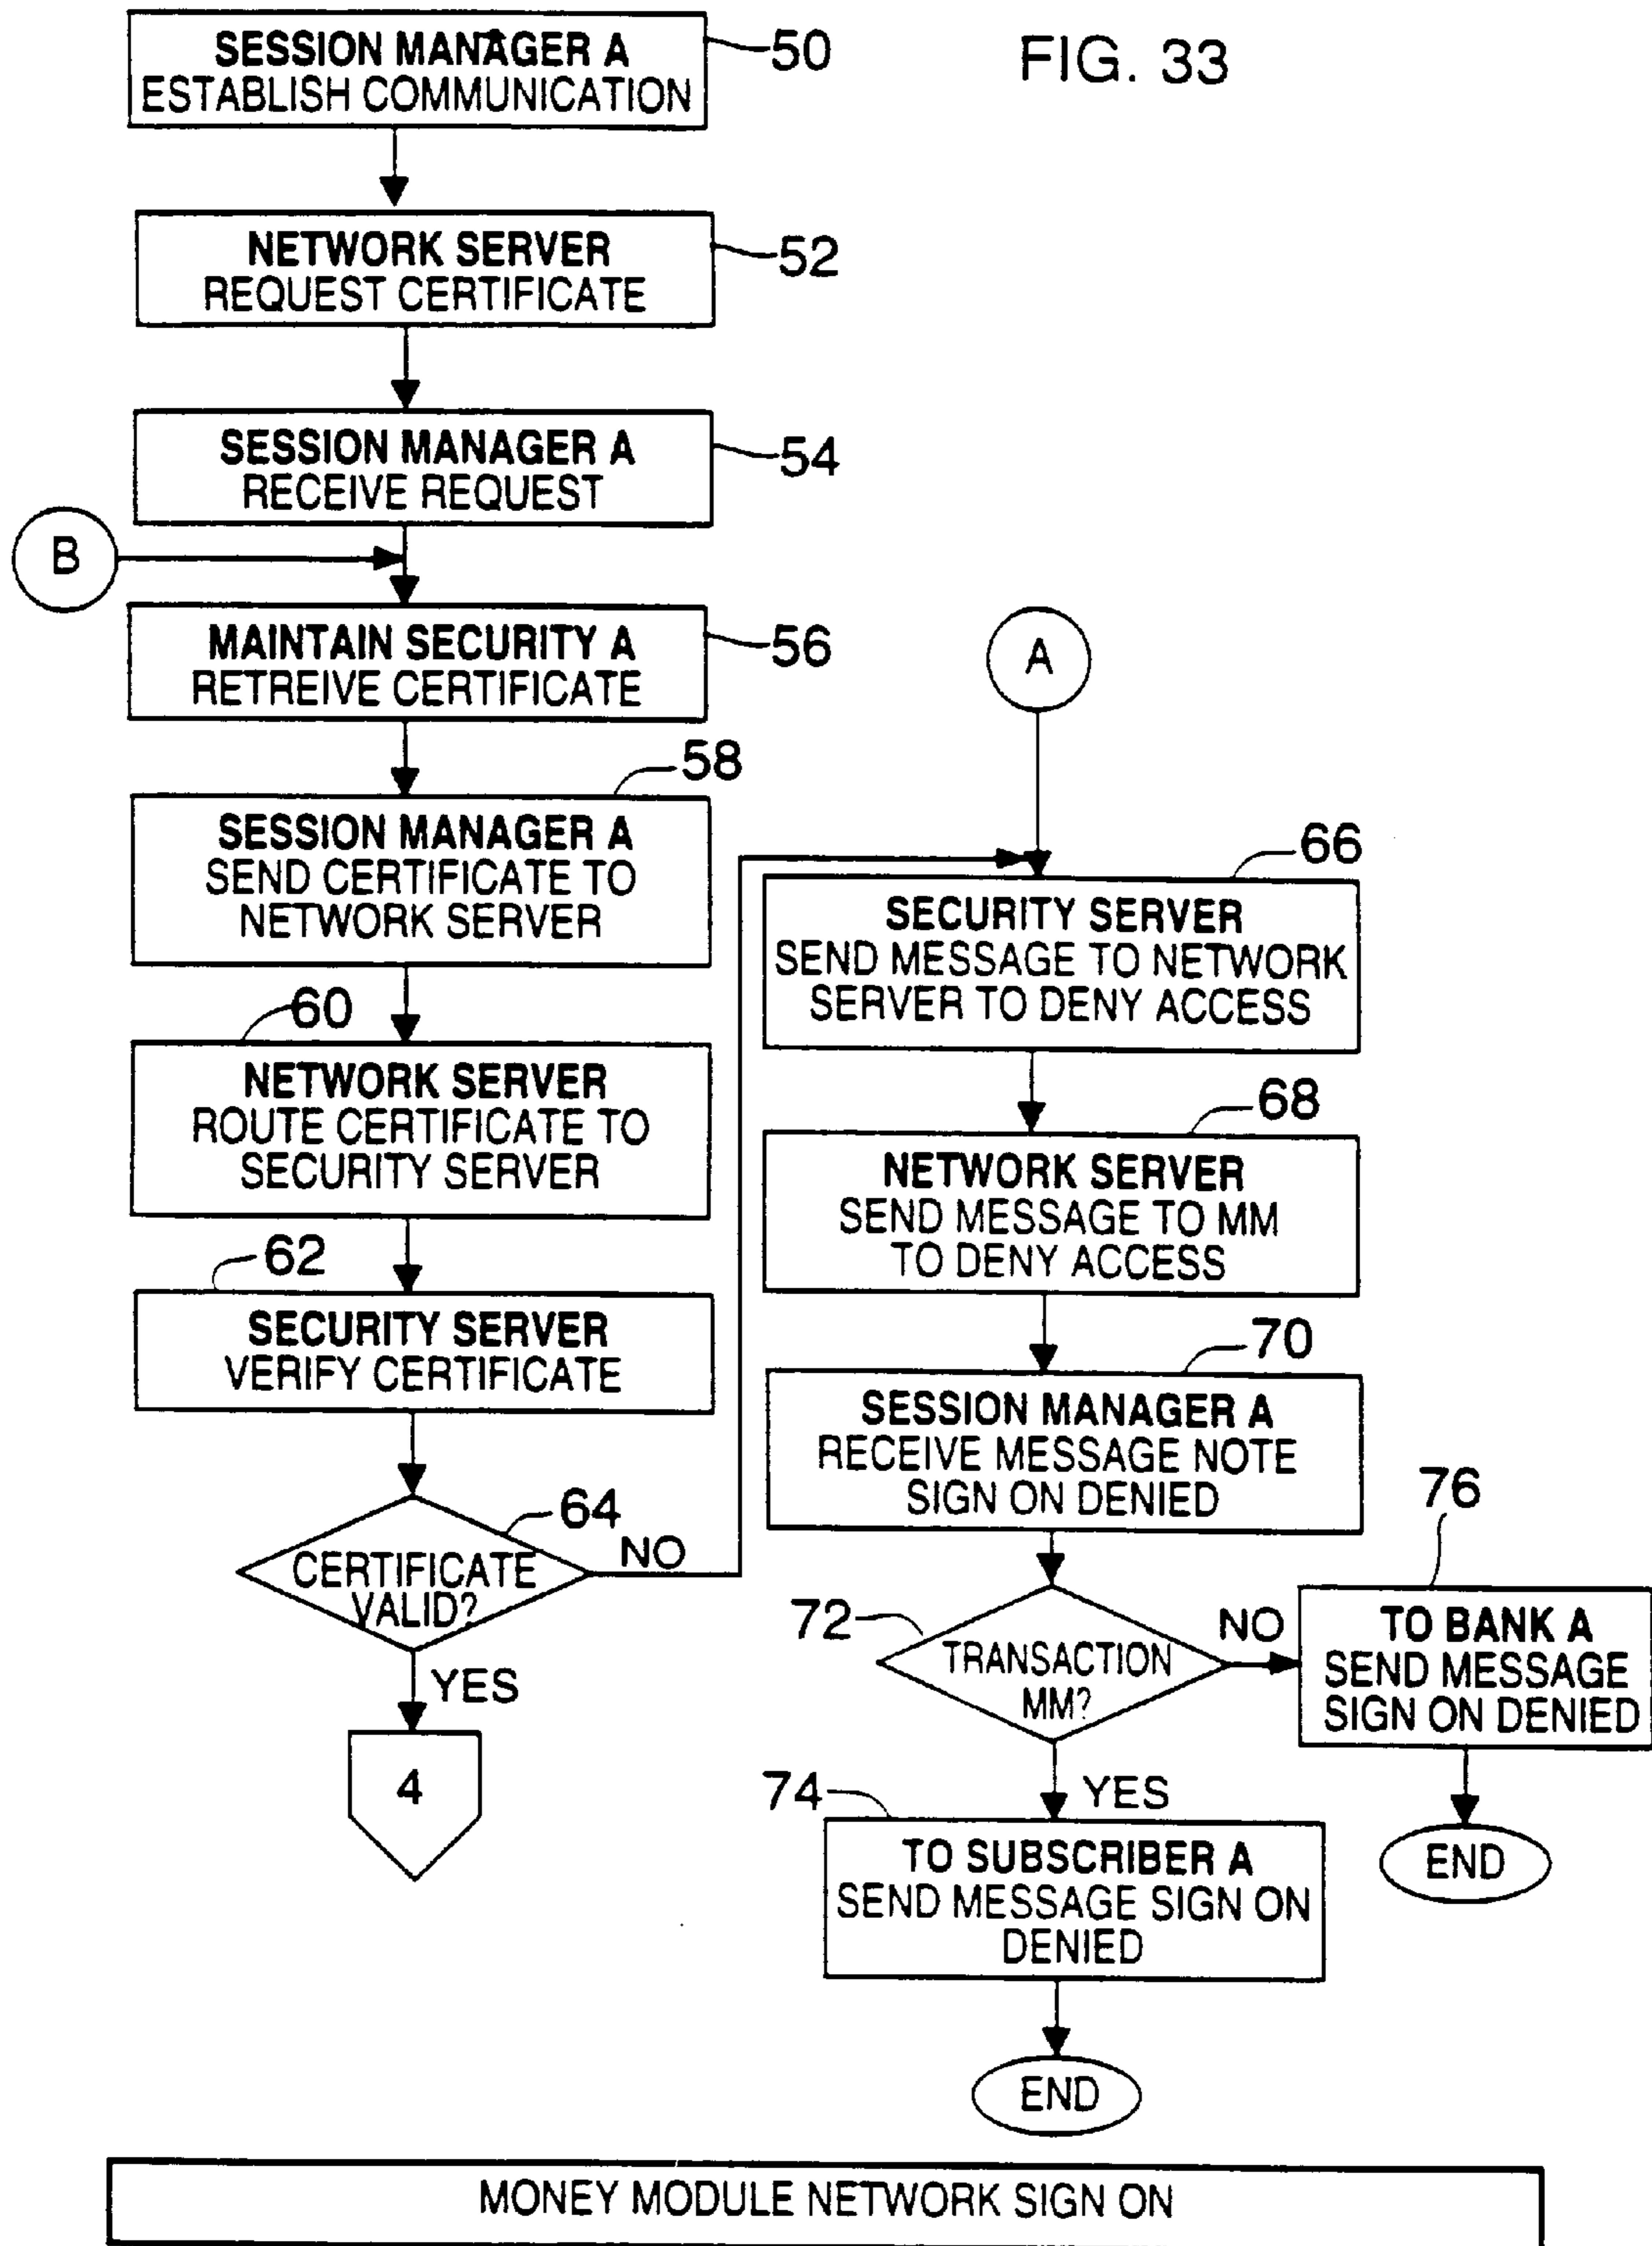 FIG. 33
SESSION MANAGER A
ESTABLISH COMMUNICATION
50
NETWORK SERVER
REQUEST CERTIFICATE
52
SESSION MANAGER A
RECEIVE REQUEST
54
B
MAINTAIN SECURITY A
RETREIVE CERTIFICATE
56
58
SESSION MANAGER A
SEND CERTIFICATE TO
NETWORK SERVER
60
NETWORK SERVER
ROUTE CERTIFICATE TO
SECURITY SERVER
62
SECURITY SERVER
VERIFY CERTIFICATE
64
CERTIFICATE
VALID?
NO
YES
4
A
66
SECURITY SERVER
SEND MESSAGE TO NETWORK
SERVER TO DENY ACCESS
68
NETWORK SERVER
SEND MESSAGE TO MM
TO DENY ACCESS
70
SESSION MANAGER A
RECEIVE MESSAGE NOTE
SIGN ON DENIED
72
TRANSACTION
MM?
NO
76
TO BANK A
SEND MESSAGE
SIGN ON DENIED
END
YES
74
TO SUBSCRIBER A
SEND MESSAGE SIGN ON
DENIED
END
MONEY MODULE NETWORK SIGN ON